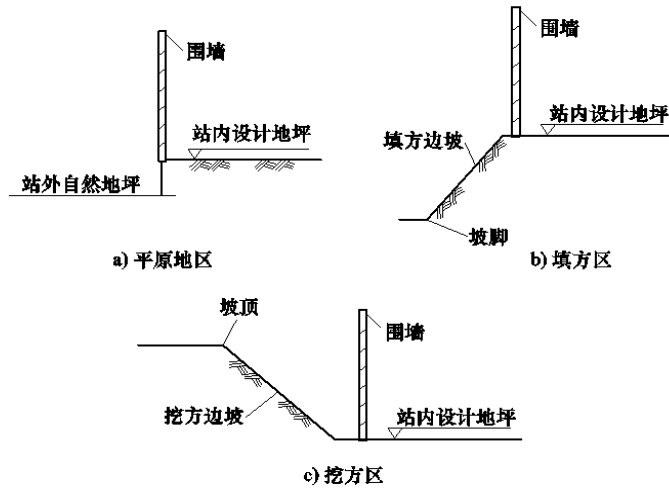 围墙
站内设计地坪
站外自然地坪
a) 平原地区
围墙
站内设计地坪
填方边坡
坡脚
b) 填方区
坡顶
围墙
挖方边坡
站内设计地坪
c) 挖方区